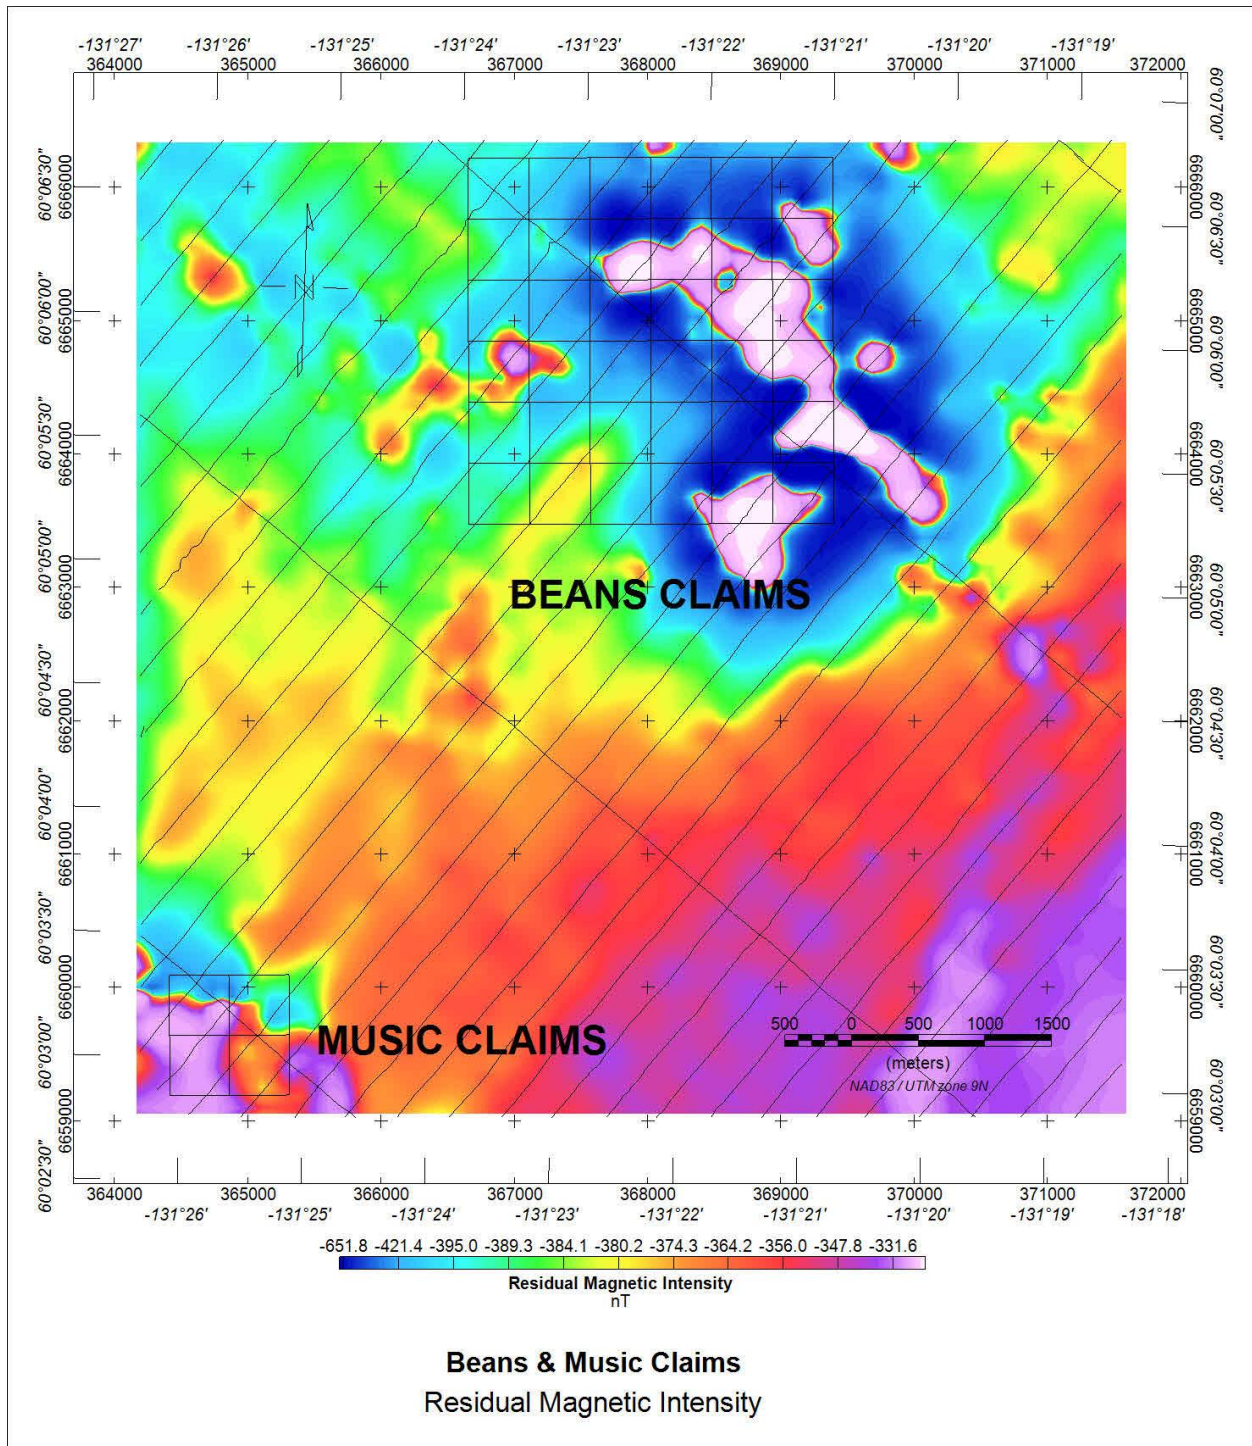 -131°27' -131°26' -131°25' -131°24' -131°23' -131°22' -131°21' -131°20' -131°19'
364000 365000 366000 367000 368000 369000 370000 371000 372000
60°07'00"
60°06'30" 6666000 6666000 60°06'30"
60°06'00" 6665000 6665000 60°06'00"
60°05'30" 6664000 6664000 60°05'30"
60°05'00" 6663000 6663000 60°05'00"
BEANS CLAIMS
60°04'30" 6662000 6662000 60°04'30"
60°04'00" 6661000 6661000 60°04'00"
60°03'30" 6660000 6660000 60°03'30"
N
MUSIC CLAIMS
500 0 500 1000 1500
(meters)
NAD83 / UTM zone 9N
60°03'00" 6659000 6659000 60°03'00"
60°02'30"
364000 365000 366000 367000 368000 369000 370000 371000 372000
-131°26' -131°25' -131°24' -131°23' -131°22' -131°21' -131°20' -131°19' -131°18'
-651.8 -421.4 -395.0 -389.3 -384.1 -380.2 -374.3 -364.2 -356.0 -347.8 -331.6
Residual Magnetic Intensity
nT
Beans & Music Claims
Residual Magnetic Intensity